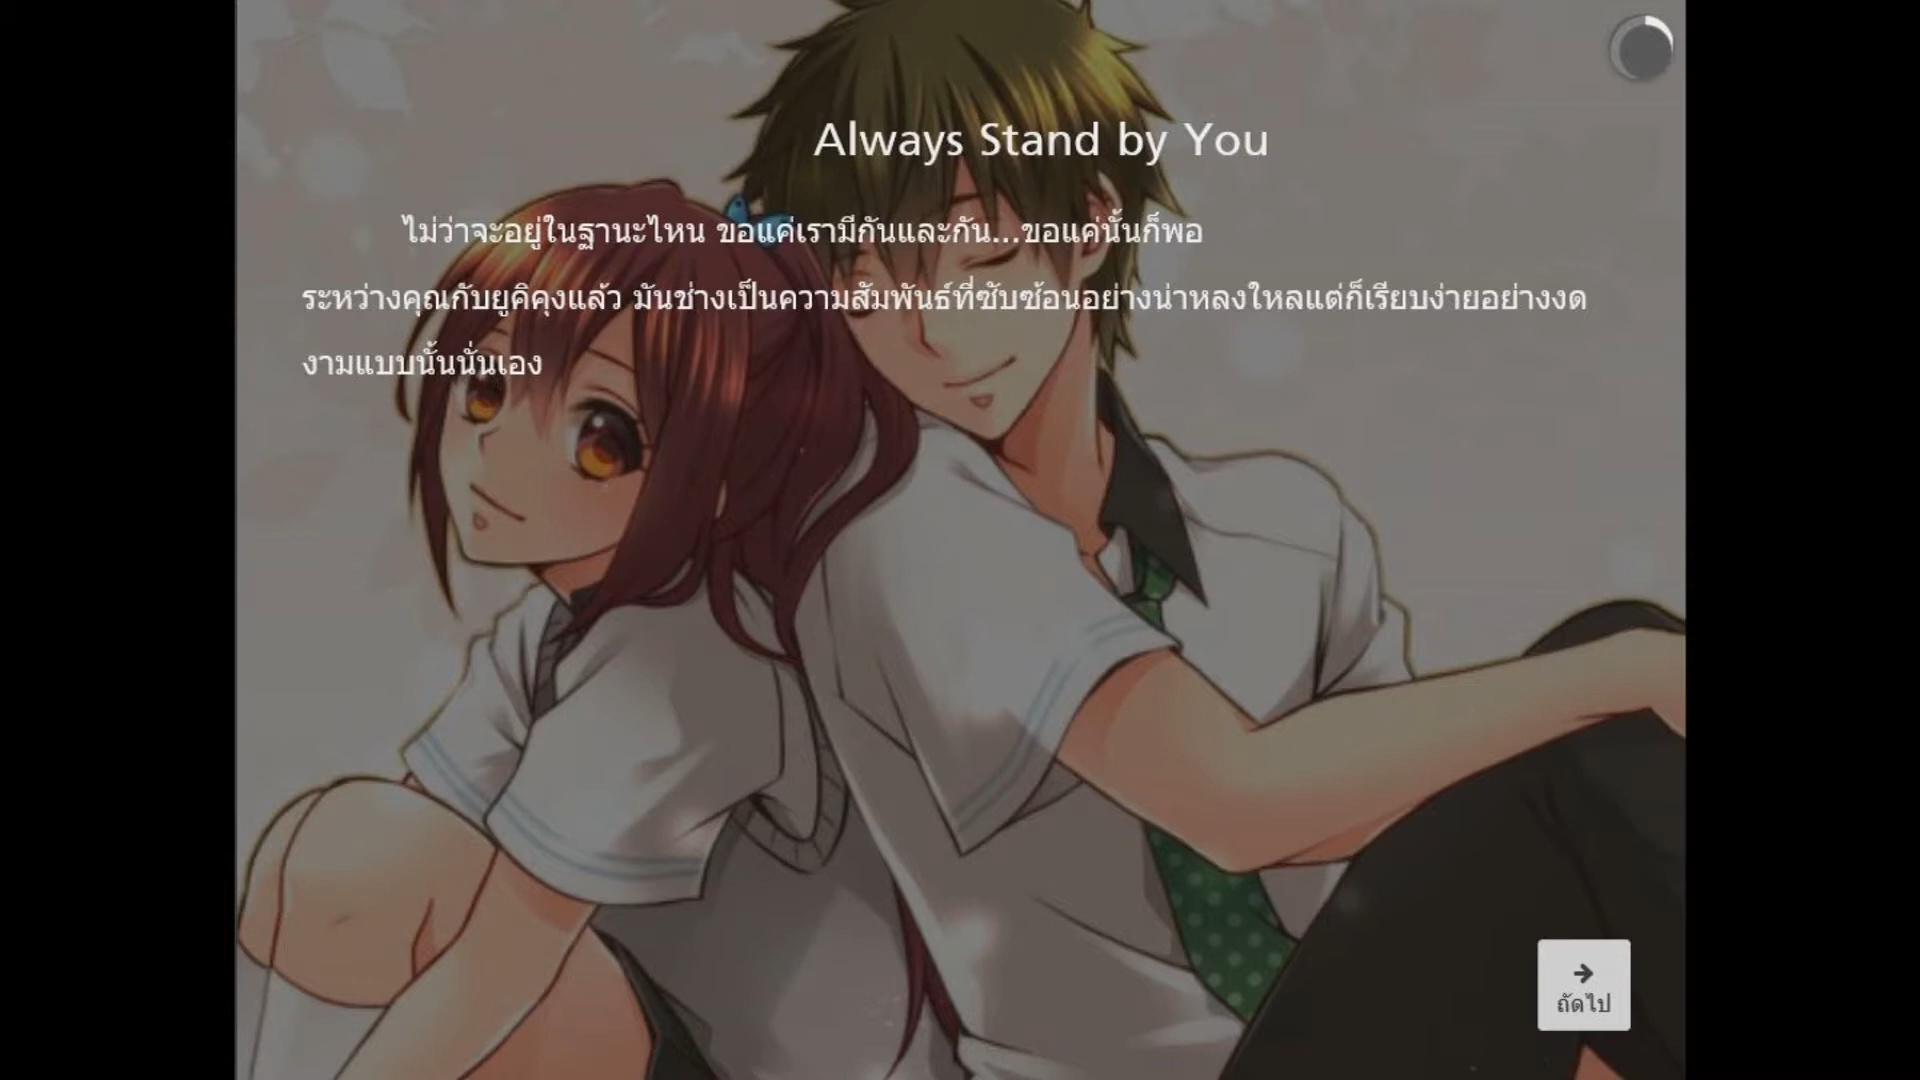 Always Stand by You
ไม่ว่าจะอยู่ในฐานะไหน ขอแค่เรามีกันและกัน...ขอแค่นั้นก็พอ
ระหว่างคุณกับยูคิคุงแล้ว มันช่างเป็นความสัมพันธ์ที่ซับซ้อนอย่างน่าหลงใหลแต่ก็เรียบง่ายอย่างงด
งามแบบนั้นนั่นเอง
ถัดไป